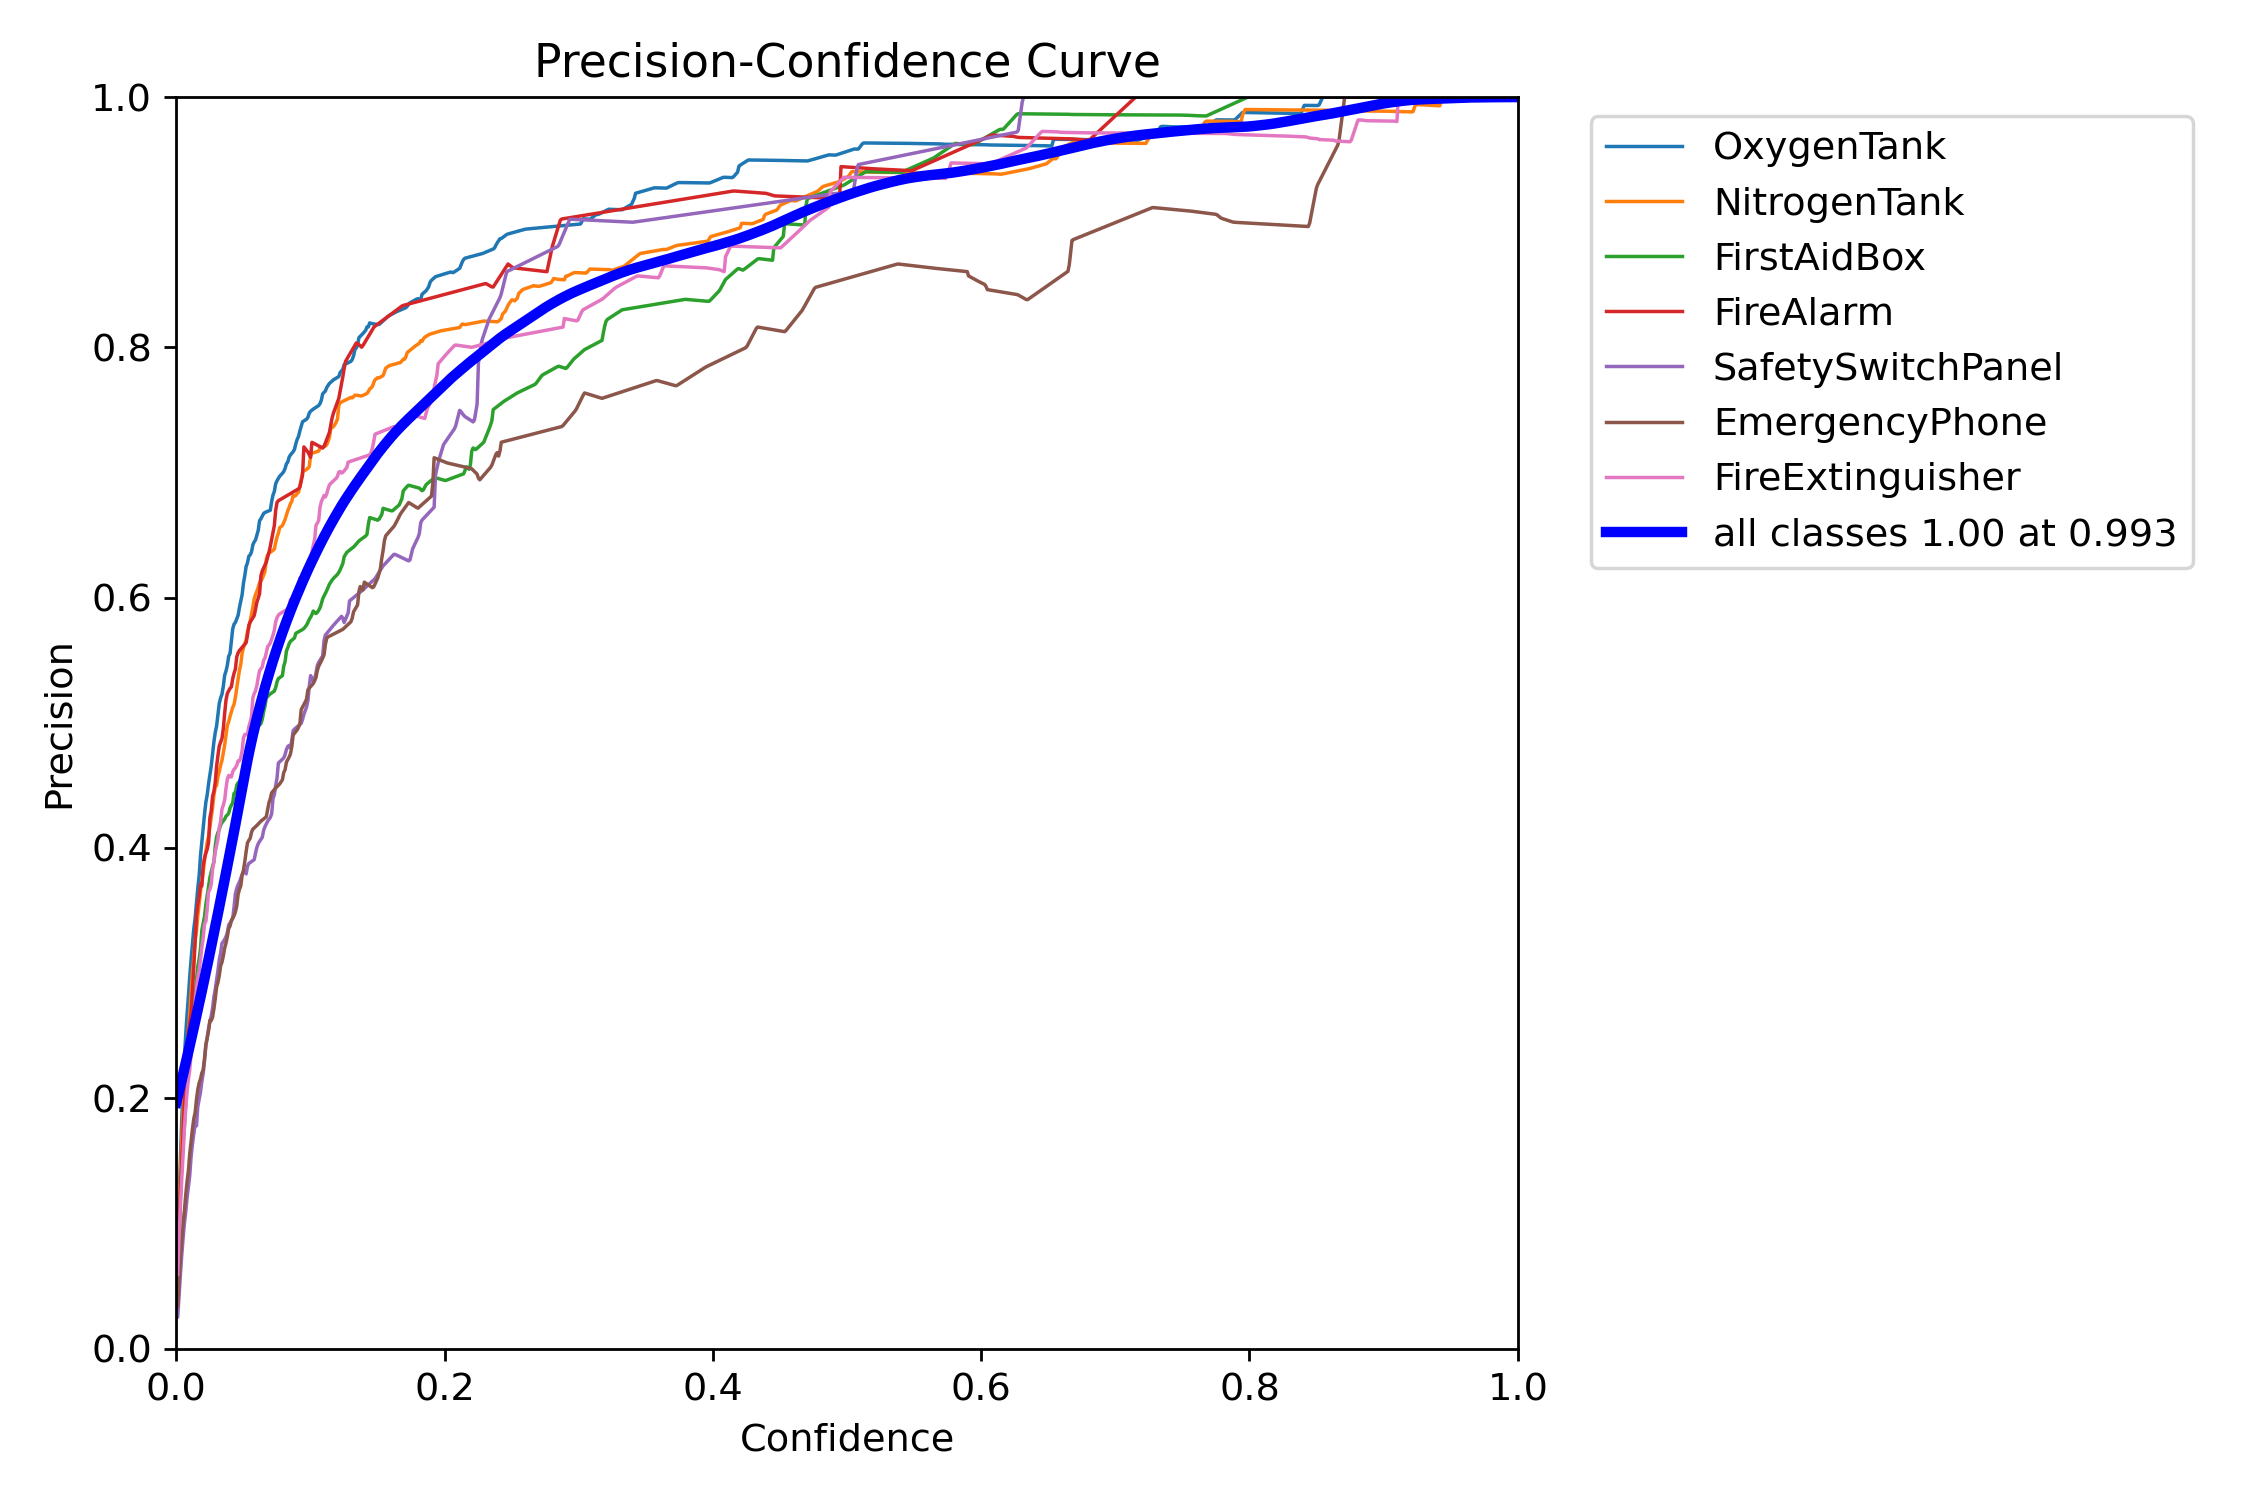 Precision-Confidence Curve
1.0
0.8
0.6
0.4
0.2
0.0
Precision
0.0 0.2 0.4 0.6 0.8 1.0
Confidence
OxygenTank
NitrogenTank
FirstAidBox
FireAlarm
SafetySwitchPanel
EmergencyPhone
FireExtinguisher
all classes 1.00 at 0.993